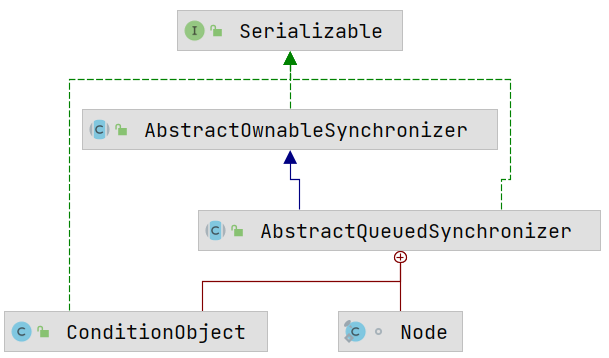 I Serializable
C AbstractOwnableSynchronizer
C AbstractQueuedSynchronizer
C ConditionObject
C Node